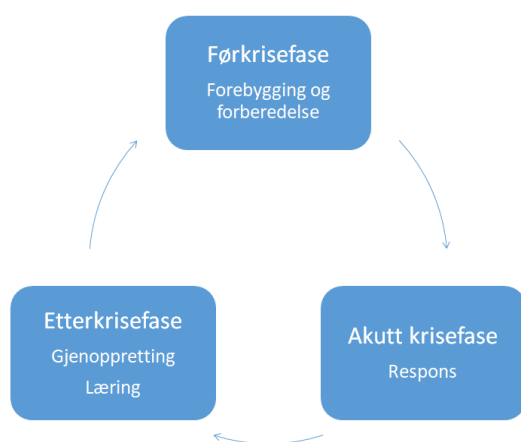 Førkrisefase
Forebygging og
forberedelse
Akutt krisefase
Respons
Etterkrisefase
Gjenoppretting
Læring